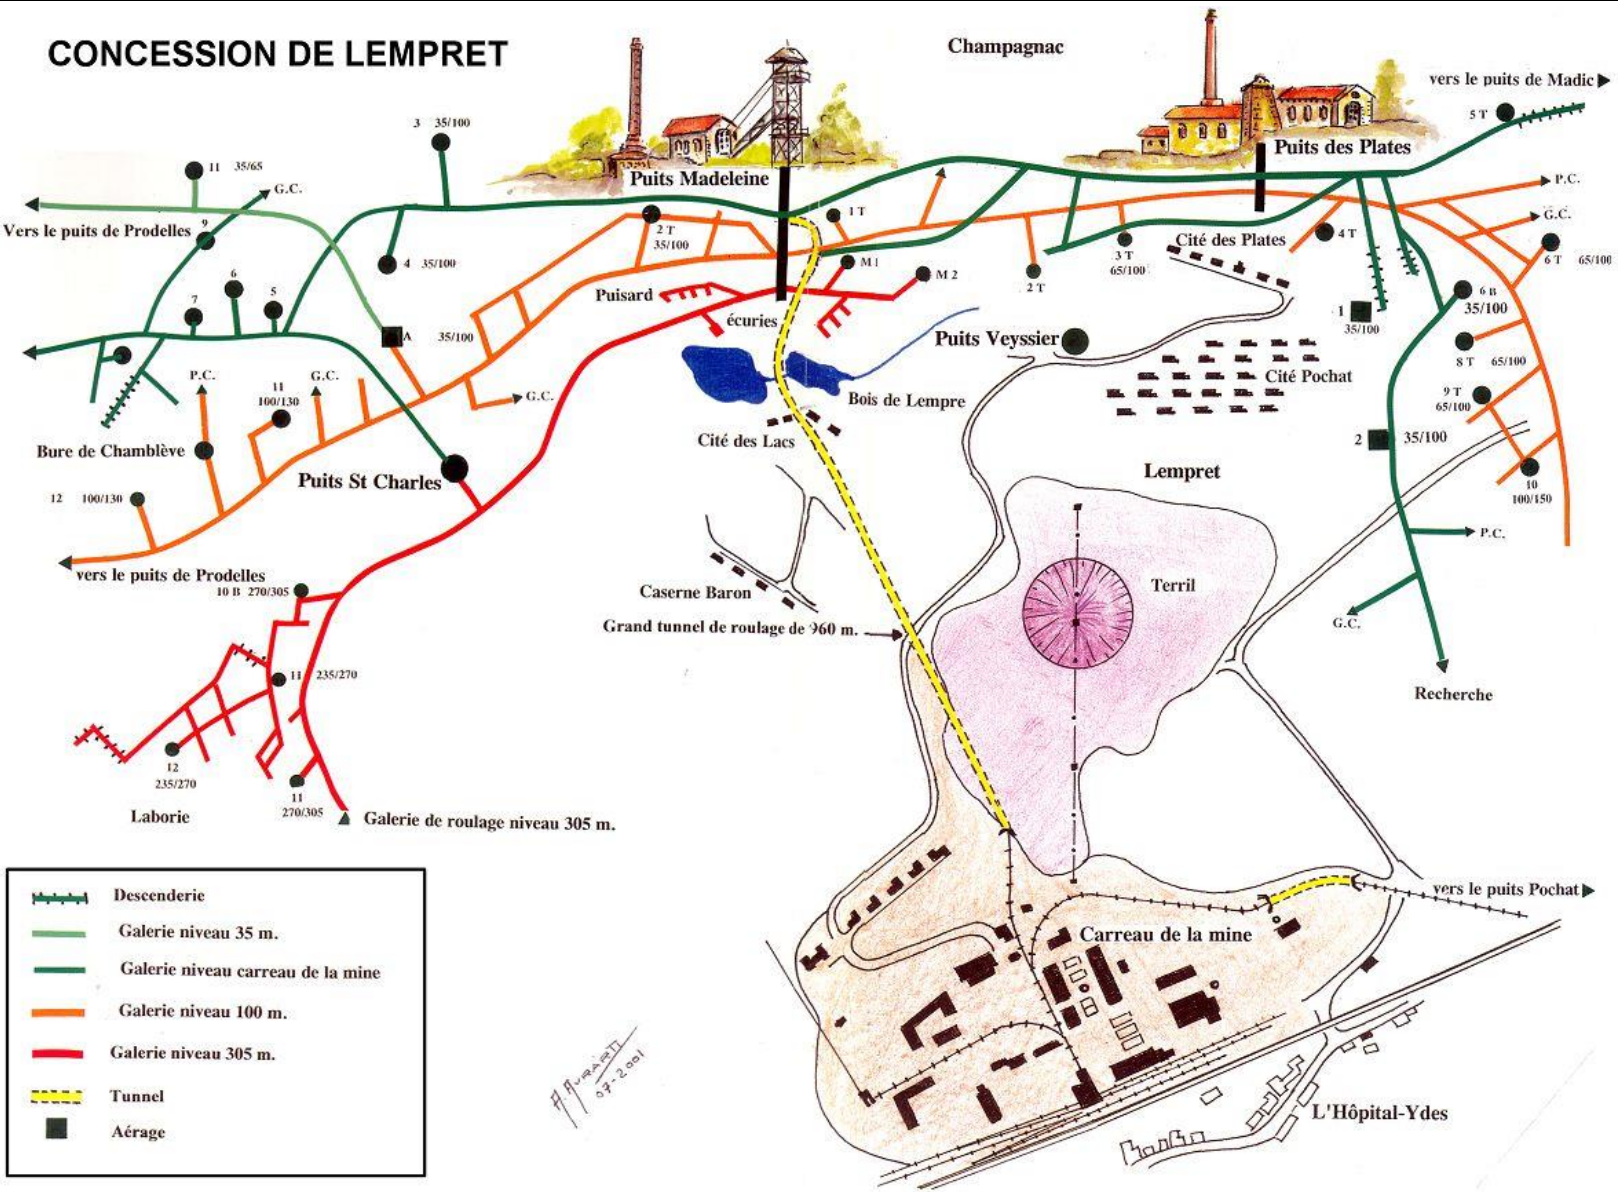 CONCESSION DE LEMPRET
Champagnac
vers le puits de Madic
5 T
3 35/100
Puits des Plates
Puits Madeleine
11 35/65
G.C.
P.C.
Vers le puits de Prodelles
9
2 T
35/100
1 T
G.C.
4 T
Cité des Plates
3 T
65/100
6 T 65/100
4 35/100
M 1
M 2
2 T
6
7
5
Puisard
écuries
6 B
35/100
1
35/100
A 35/100
Puits Veyssier
8 T 65/100
P.C.
G.C.
11
100/130
G.C.
Cité Pochat
Bois de Lempre
9 T
65/100
Cité des Lacs
2 35/100
Bure de Chamblève
Puits St Charles
Lempret
10
100/150
12 100/130
P.C.
vers le puits de Prodelles
10 B 270/305
Caserne Baron
Terril
Grand tunnel de roulage de 960 m.
G.C.
11 235/270
Recherche
12
235/270
11
270/305
Laborie
Galerie de roulage niveau 305 m.
vers le puits Pochat
Carreau de la mine
Descenderie
Galerie niveau 35 m.
Galerie niveau carreau de la mine
Galerie niveau 100 m.
Galerie niveau 305 m.
Tunnel
Aérage
07-2001
L'Hôpital-Ydes